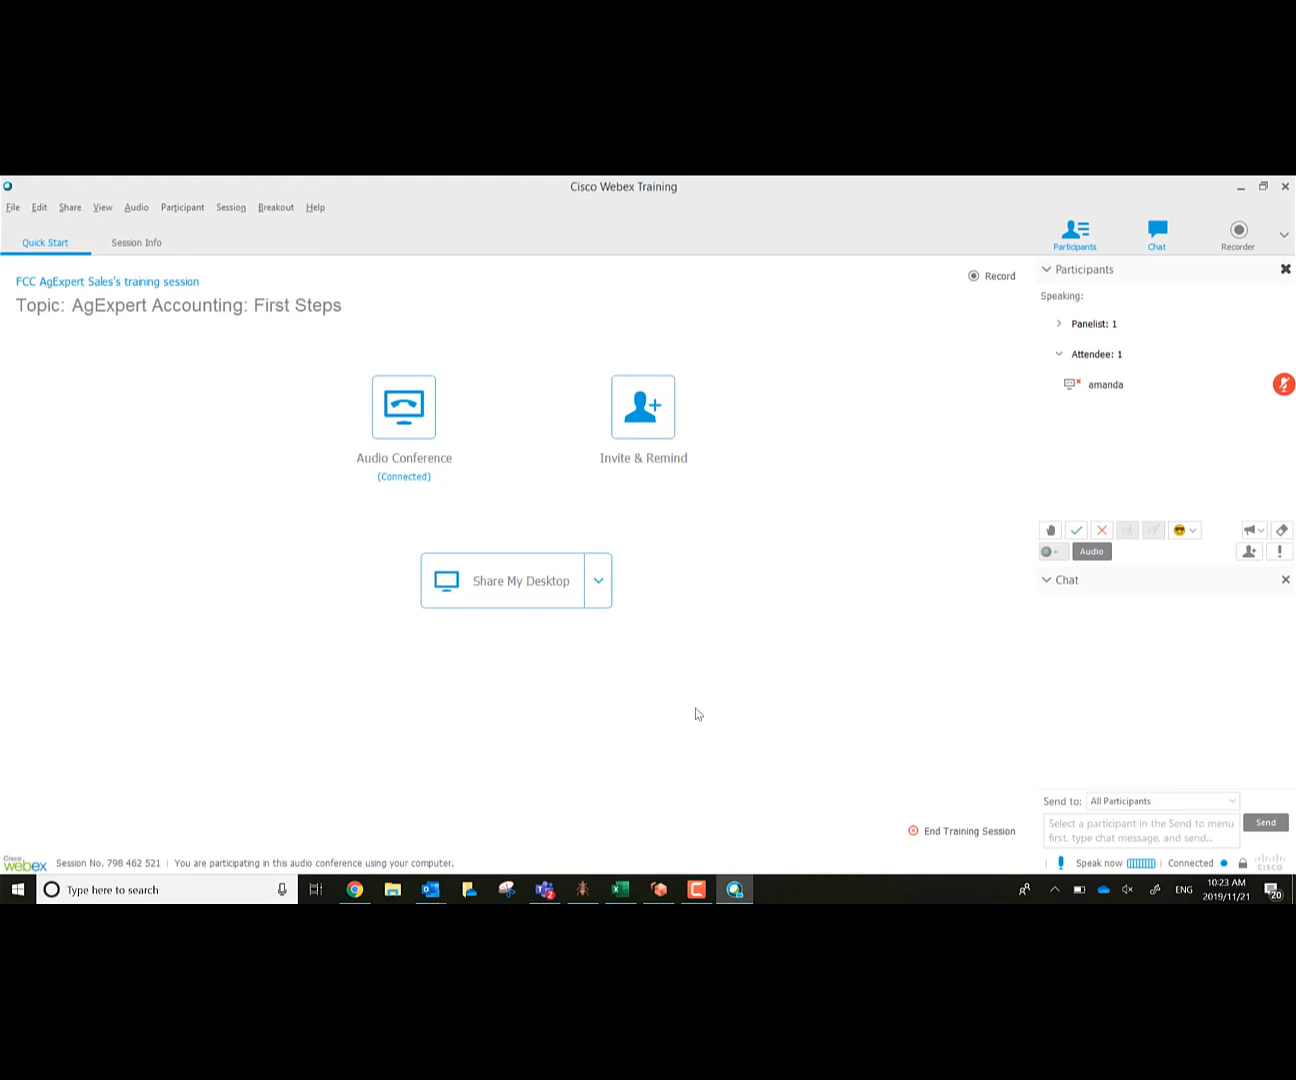 Cisco Webex Training
File Edit Share View Audio Participant Session Breakout Help
Quick Start Session Info
Participants Chat Recorder
FCC AgExpert Sales's training session
Record
Topic: AgExpert Accounting: First Steps
Audio Conference
(Connected)
Invite & Remind
Share My Desktop
End Training Session
Participants
Speaking:
Panelist: 1
Attendee: 1
amanda
Audio
Chat
Send to: All Participants
Select a participant in the Send to menu
first, type chat message, and send...
Send
Cisco
webex
Session No. 798 462 521 | You are participating in this audio conference using your computer.
Speak now
Connected
CISCO
Type here to search
2
ENG
10:23 AM
2019/11/21
20